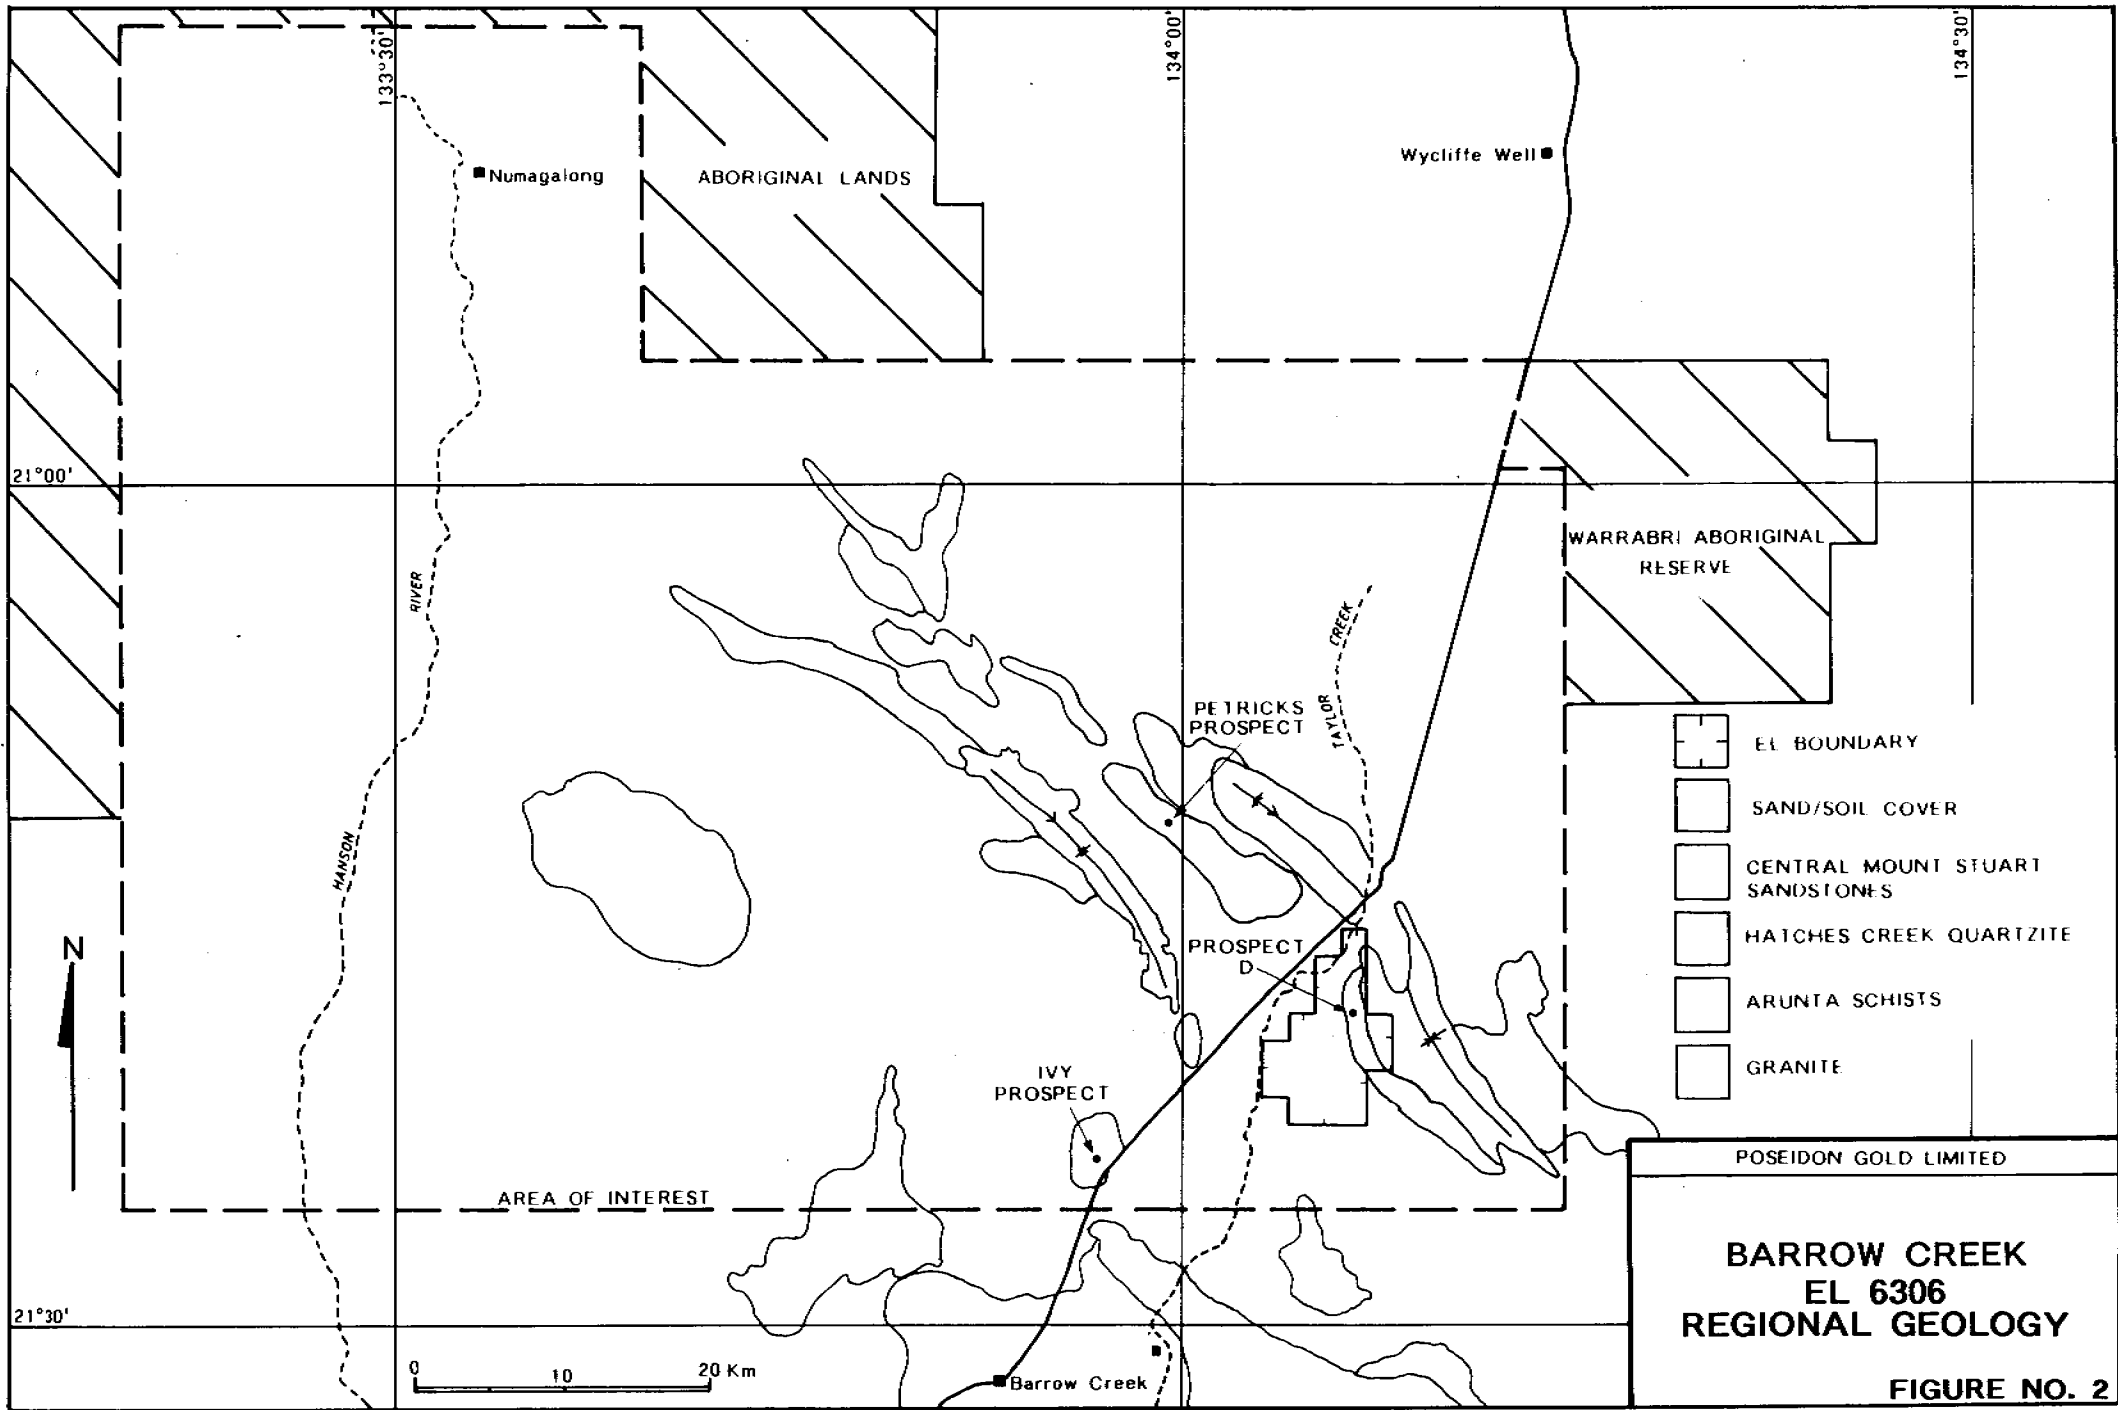 133°30'
134°00'
134°30'
Wycliffe Well
Numagalong
ABORIGINAL LANDS
21°00'
WARRABRI ABORIGINAL
RESERVE
RIVER
CREEK
TAYLOR
PETRICKS
PROSPECT
EL BOUNDARY
SAND/SOIL COVER
CENTRAL MOUNT STUART
SANDSTONES
HATCHES CREEK QUARTZITE
ARUNTA SCHISTS
GRANITE
HANSON
N
PROSPECT
D
IVY
PROSPECT
AREA OF INTEREST
POSEIDON GOLD LIMITED
BARROW CREEK
EL 6306
REGIONAL GEOLOGY
FIGURE NO. 2
21°30'
0 10 20 Km
Barrow Creek